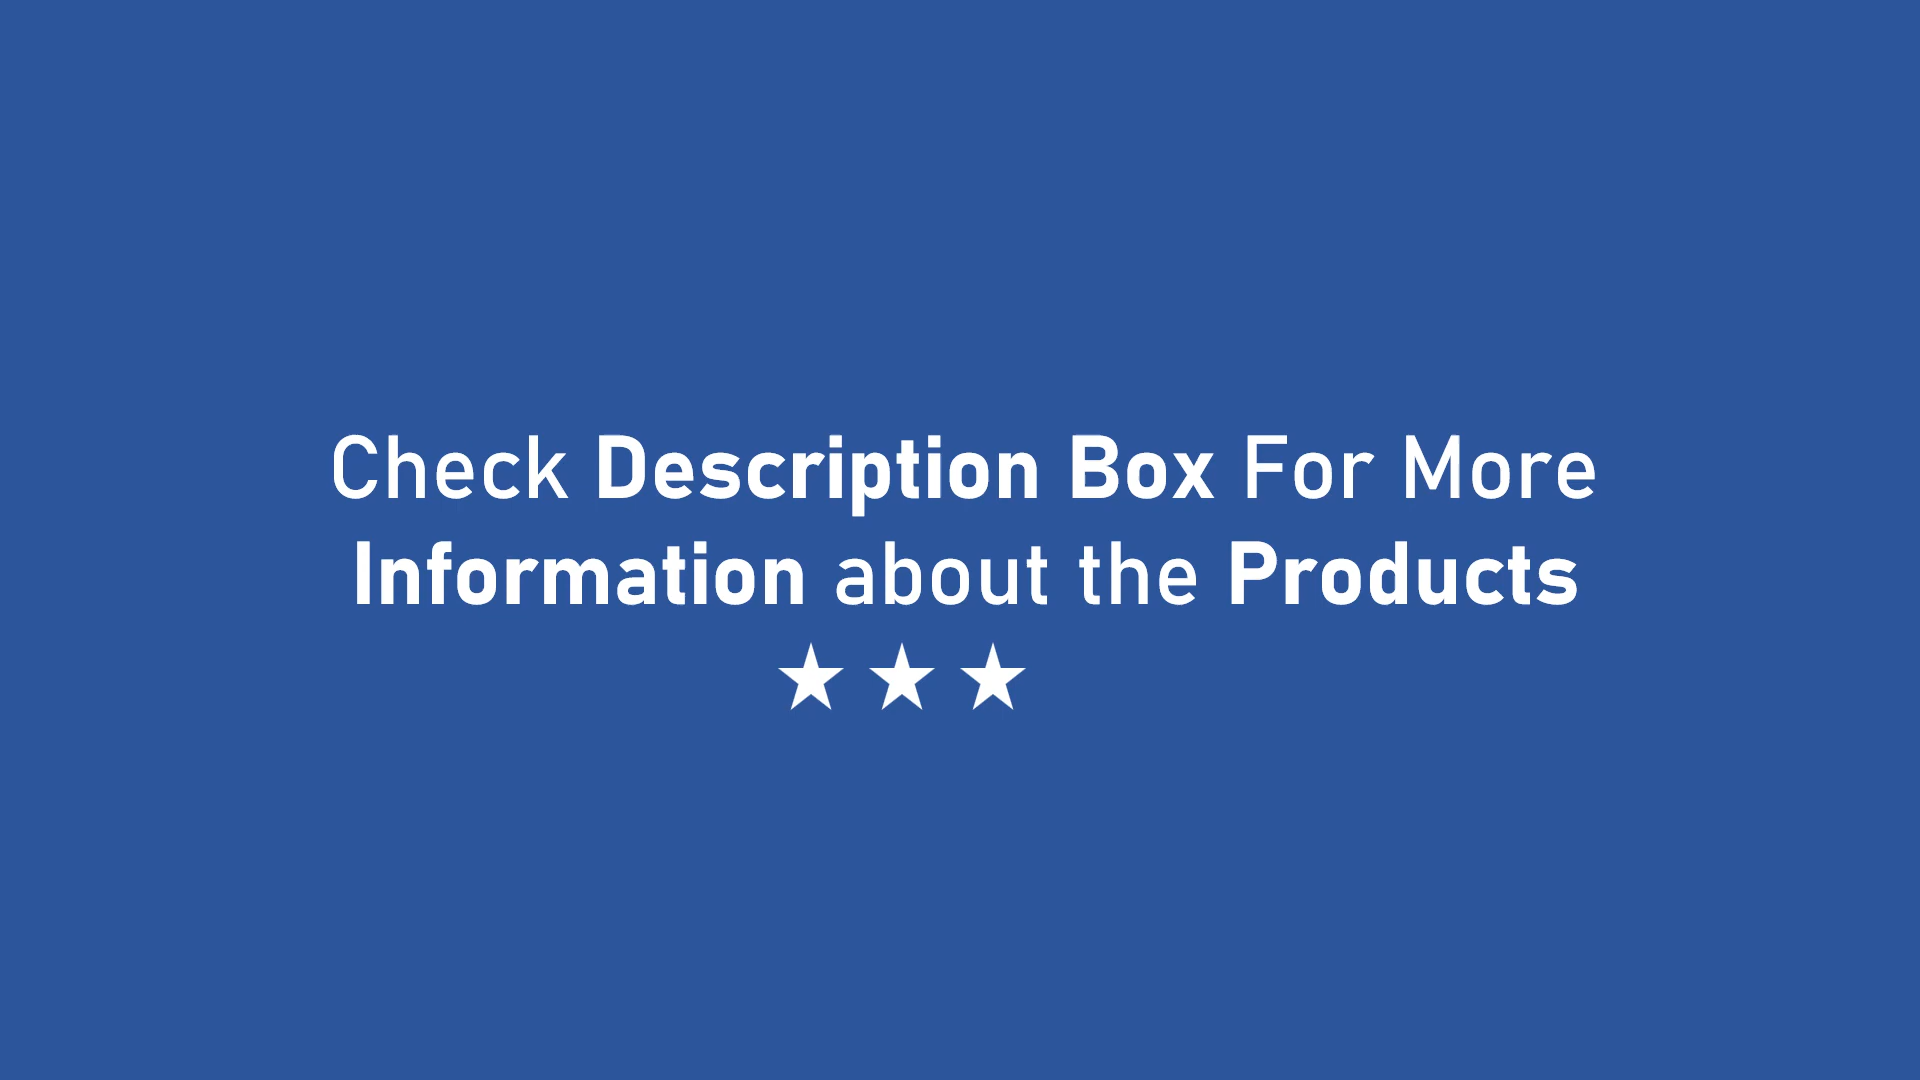 Check Description Box For More
Information about the Products
★ ★ ★